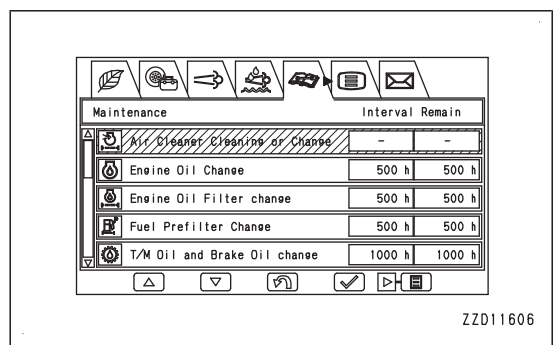 Maintenance Interval Remain
Air Cleaner Cleaning or Change - -
Engine Oil Change 500 h 500 h
Engine Oil Filter change 500 h 500 h
Fuel Prefilter Change 500 h 500 h
T/M Oil and Brake Oil change 1000 h 1000 h
ZZD11606